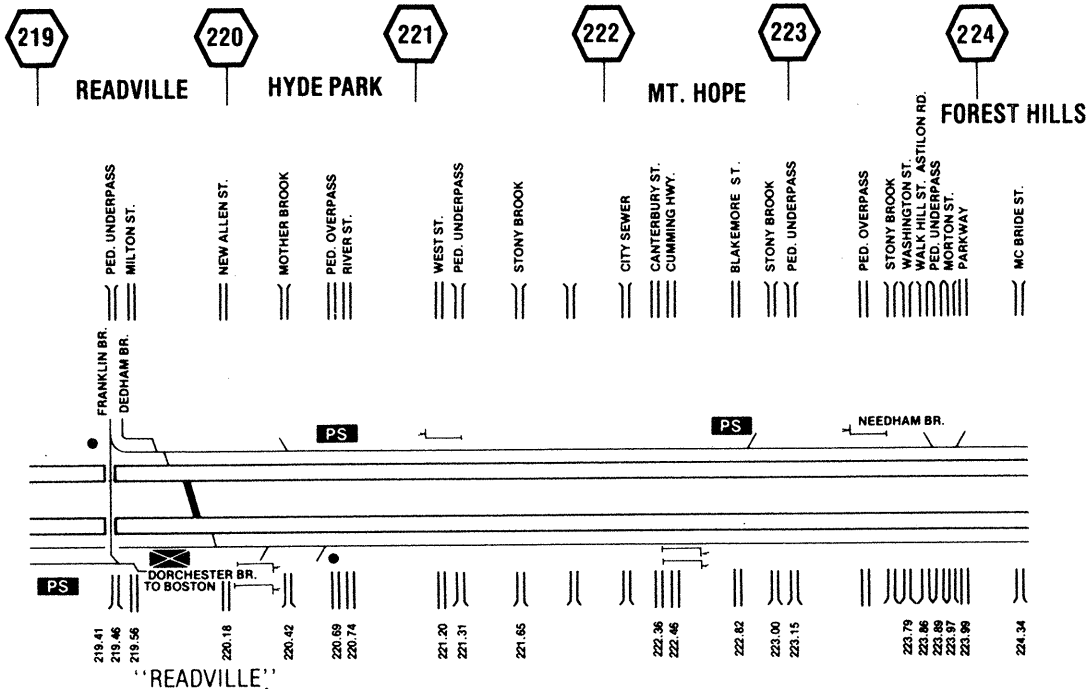 219
220
221
222
223
224
READVILLE
HYDE PARK
MT. HOPE
FOREST HILLS
PED. UNDERPASS
MILTON ST.
NEW ALLEN ST.
MOTHER BROOK
PED. OVERPASS
RIVER ST.
WEST ST.
PED. UNDERPASS
STONY BROOK
CITY SEWER
CANTERBURY ST.
CUMMING HWY.
BLAKEMORE ST.
STONY BROOK
PED. UNDERPASS
PED. OVERPASS
STONY BROOK
WASHINGTON ST.
WALK HILL ST. ASTILON RD.
PED. UNDERPASS
MORTON ST.
PARKWAY
MC BRIDE ST.
FRANKLIN BR.
DEDHAM BR.
PS
PS
NEEDHAM BR.
PS
DORCHESTER BR.
TO BOSTON
219.41
219.46
219.56
220.18
220.42
220.69
220.74
221.20
221.31
221.65
222.36
222.46
222.82
223.00
223.15
223.79
223.86
223.89
223.97
223.99
224.34
"READVILLE"